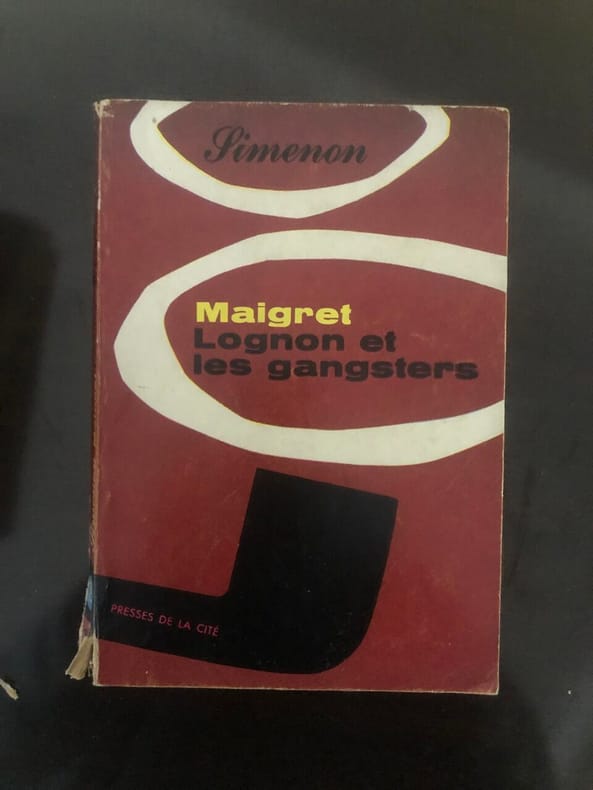 Simenon
Maigret
Lognon et
les gangsters
PRESSES DE LA CITÉ